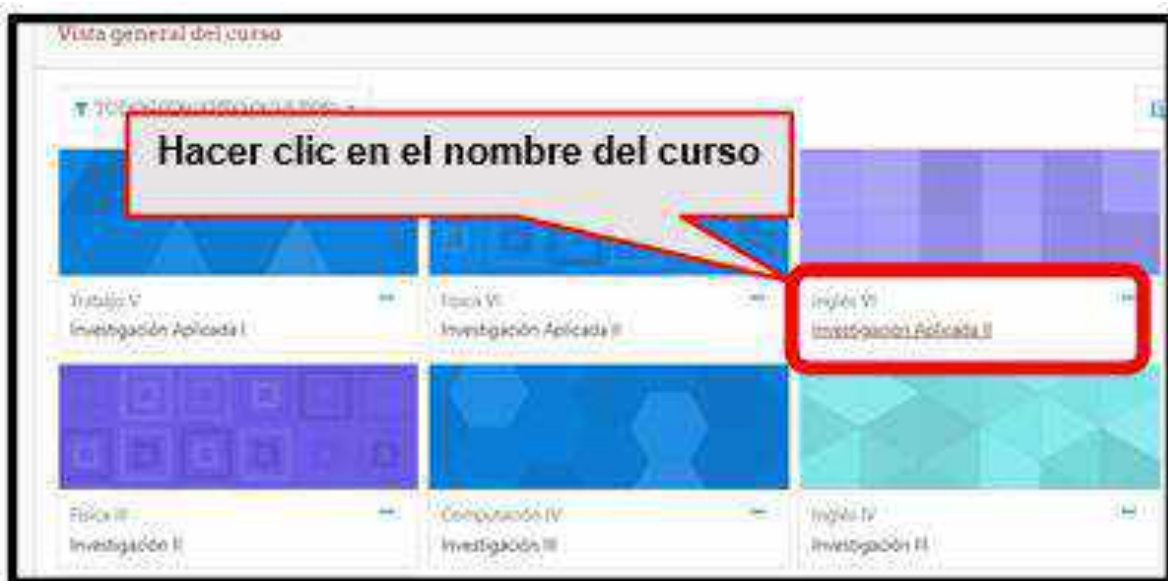 Vista general del curso
Hacer clic en el nombre del curso
Trabajo V
Investigación Aplicada I
Física VI
Investigación Aplicada II
Inglés VI
Investigación Aplicada II
Física III
Investigación II
Computación IV
Investigación III
Inglés IV
Investigación